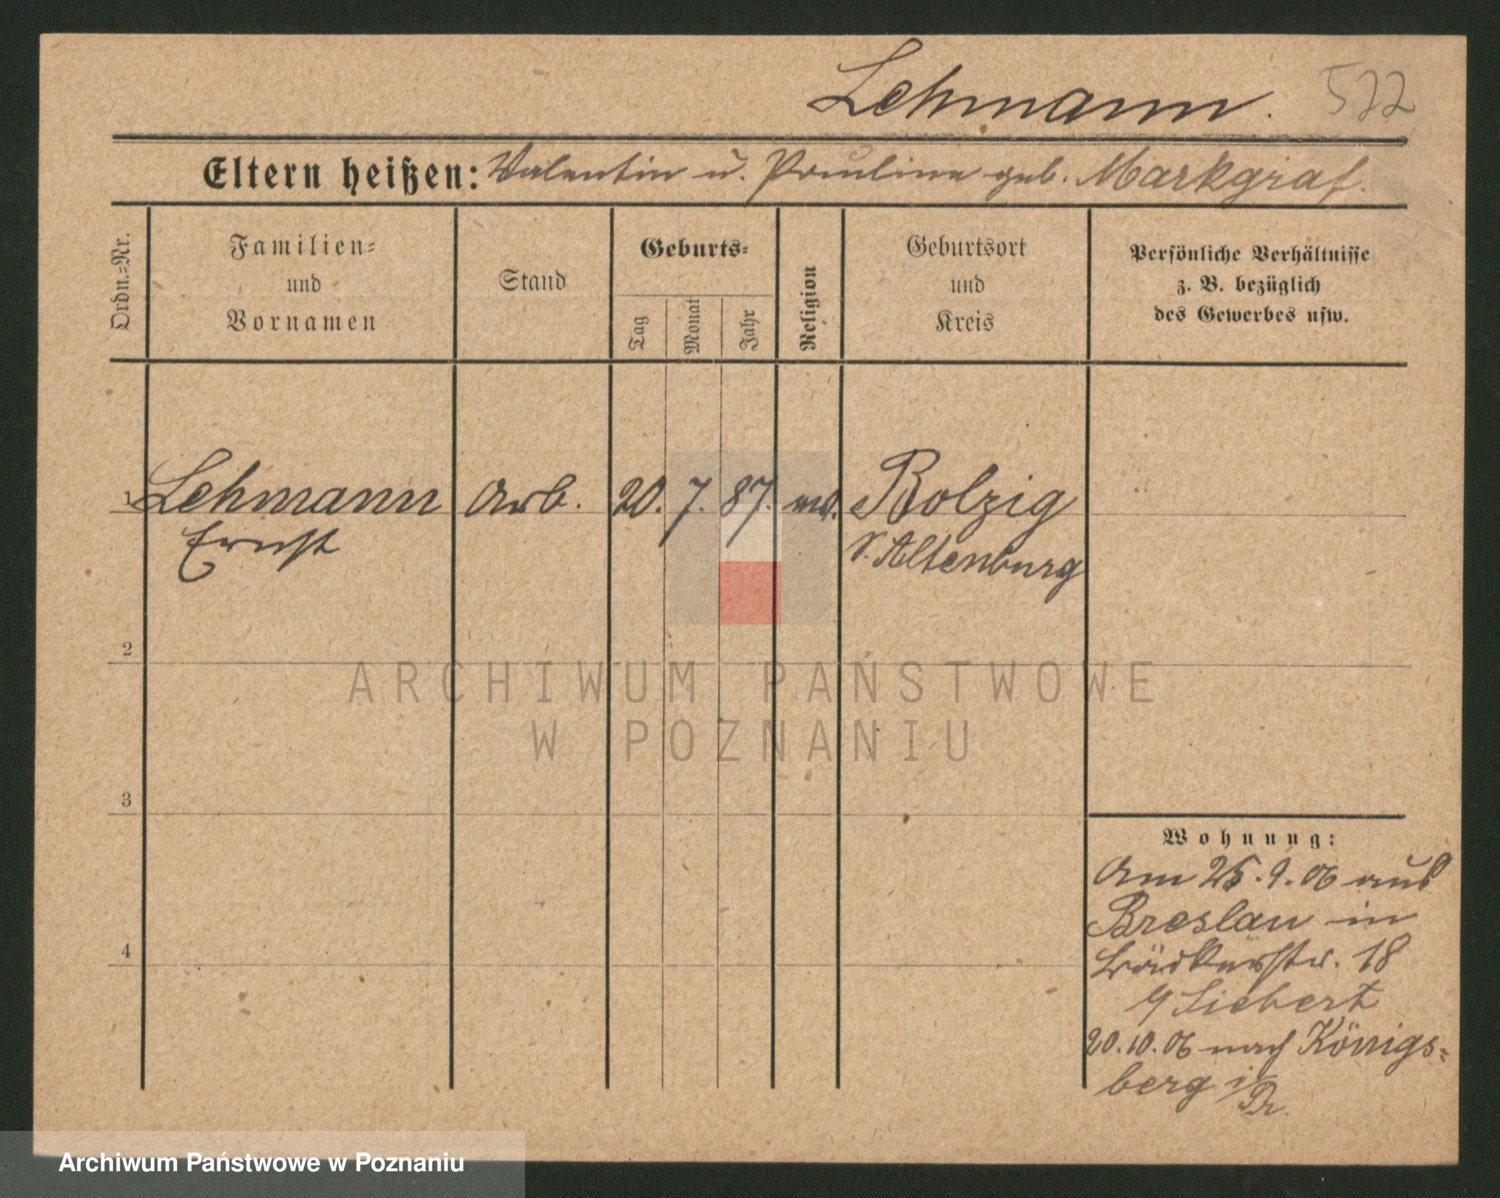 Lehmann. 522
Eltern heißen: Valentin u. Pauline geb. Markgraf.
Ordn.-Nr.
Familien-
und
Vornamen
Stand
Geburts-
Tag
Monat
Jahr
Religion
Geburtsort
und
Kreis
Persönliche Verhältnisse
z. B. bezüglich
des Gewerbes usw.
1 Lehmann Arb. 20. 7. 87. ev. Rolzig
Ernst S. Altenburg
2
3
4
Wohnung:
Am 25.9.06 aus
Breslau in
Bäckerstr. 18
b/ Siebert
20.10.06 nach Königs-
berg i/Pr.
ARCHIWUM PAŃSTWOWE
W POZNANIU
Archiwum Państwowe w Poznaniu